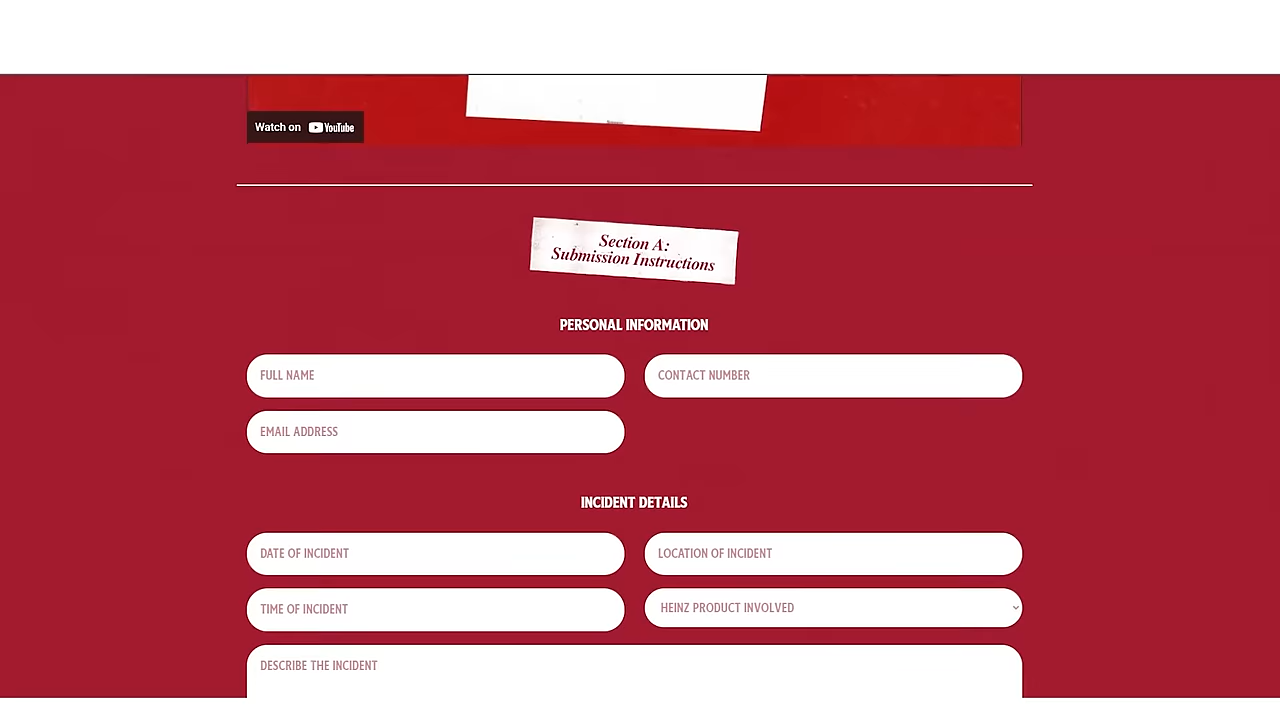 Watch on YouTube
Section A:
Submission Instructions
PERSONAL INFORMATION
FULL NAME
CONTACT NUMBER
EMAIL ADDRESS
INCIDENT DETAILS
DATE OF INCIDENT
LOCATION OF INCIDENT
TIME OF INCIDENT
HEINZ PRODUCT INVOLVED
DESCRIBE THE INCIDENT